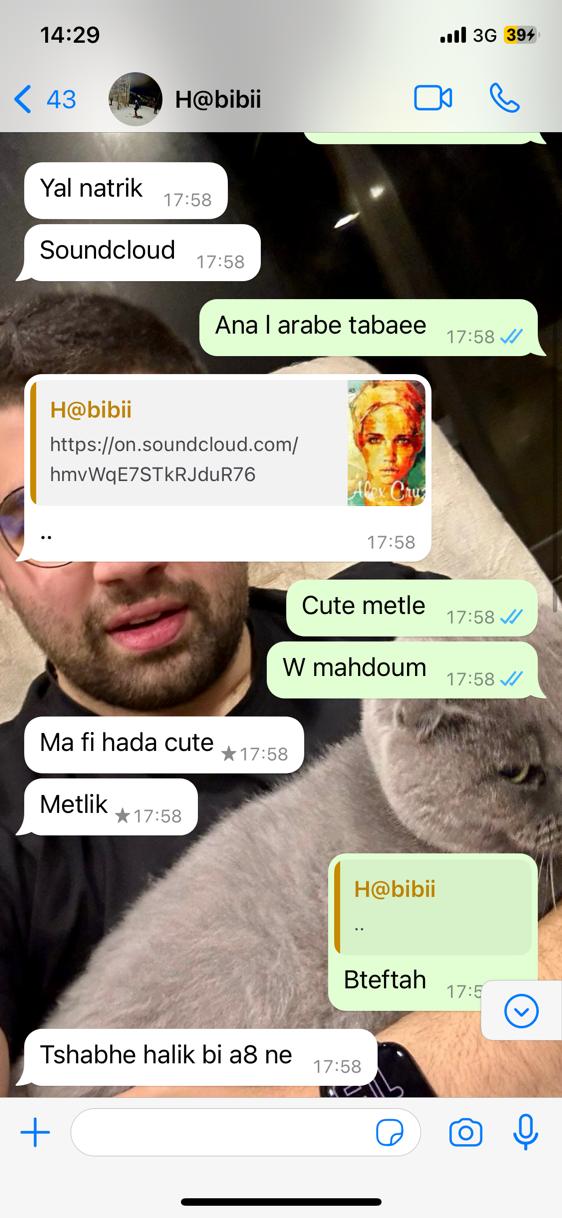 14:29
3G
39
43
H@bibii
Yal natrik
17:58
Soundcloud
17:58
Ana l arabe tabaee
17:58
H@bibii
https://on.soundcloud.com/
hmvWqE7STkRJduR76
Alex Cruz
..
17:58
Cute metle
17:58
W mahdoum
17:58
Ma fi hada cute
17:58
Metlik
17:58
H@bibii
..
Bteftah
17:5
Tshabhe halik bi a8 ne
17:58